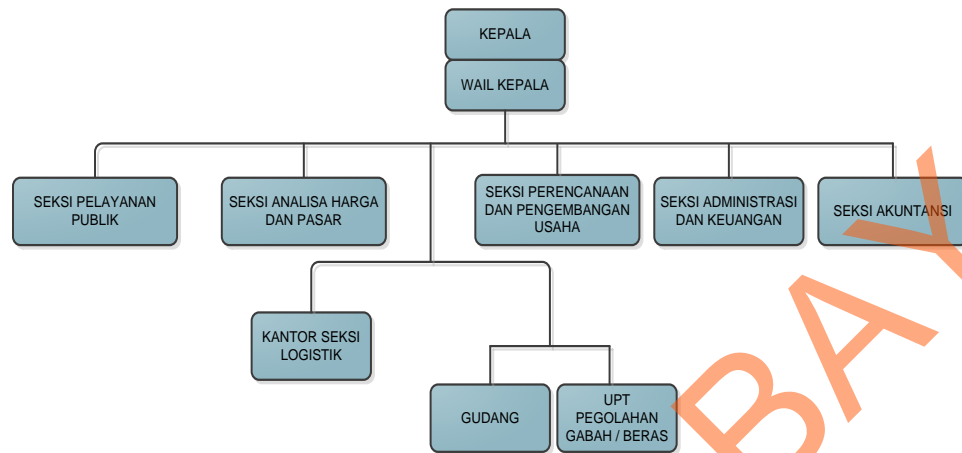 KEPALA
WAIL KEPALA
SEKSI PELAYANAN
PUBLIK
SEKSI ANALISA HARGA
DAN PASAR
SEKSI PERENCANAAN
DAN PENGEMBANGAN
USAHA
SEKSI ADMINISTRASI
DAN KEUANGAN
SEKSI AKUNTANSI
KANTOR SEKSI
LOGISTIK
GUDANG
UPT
PEGOLAHAN
GABAH / BERAS
BAY